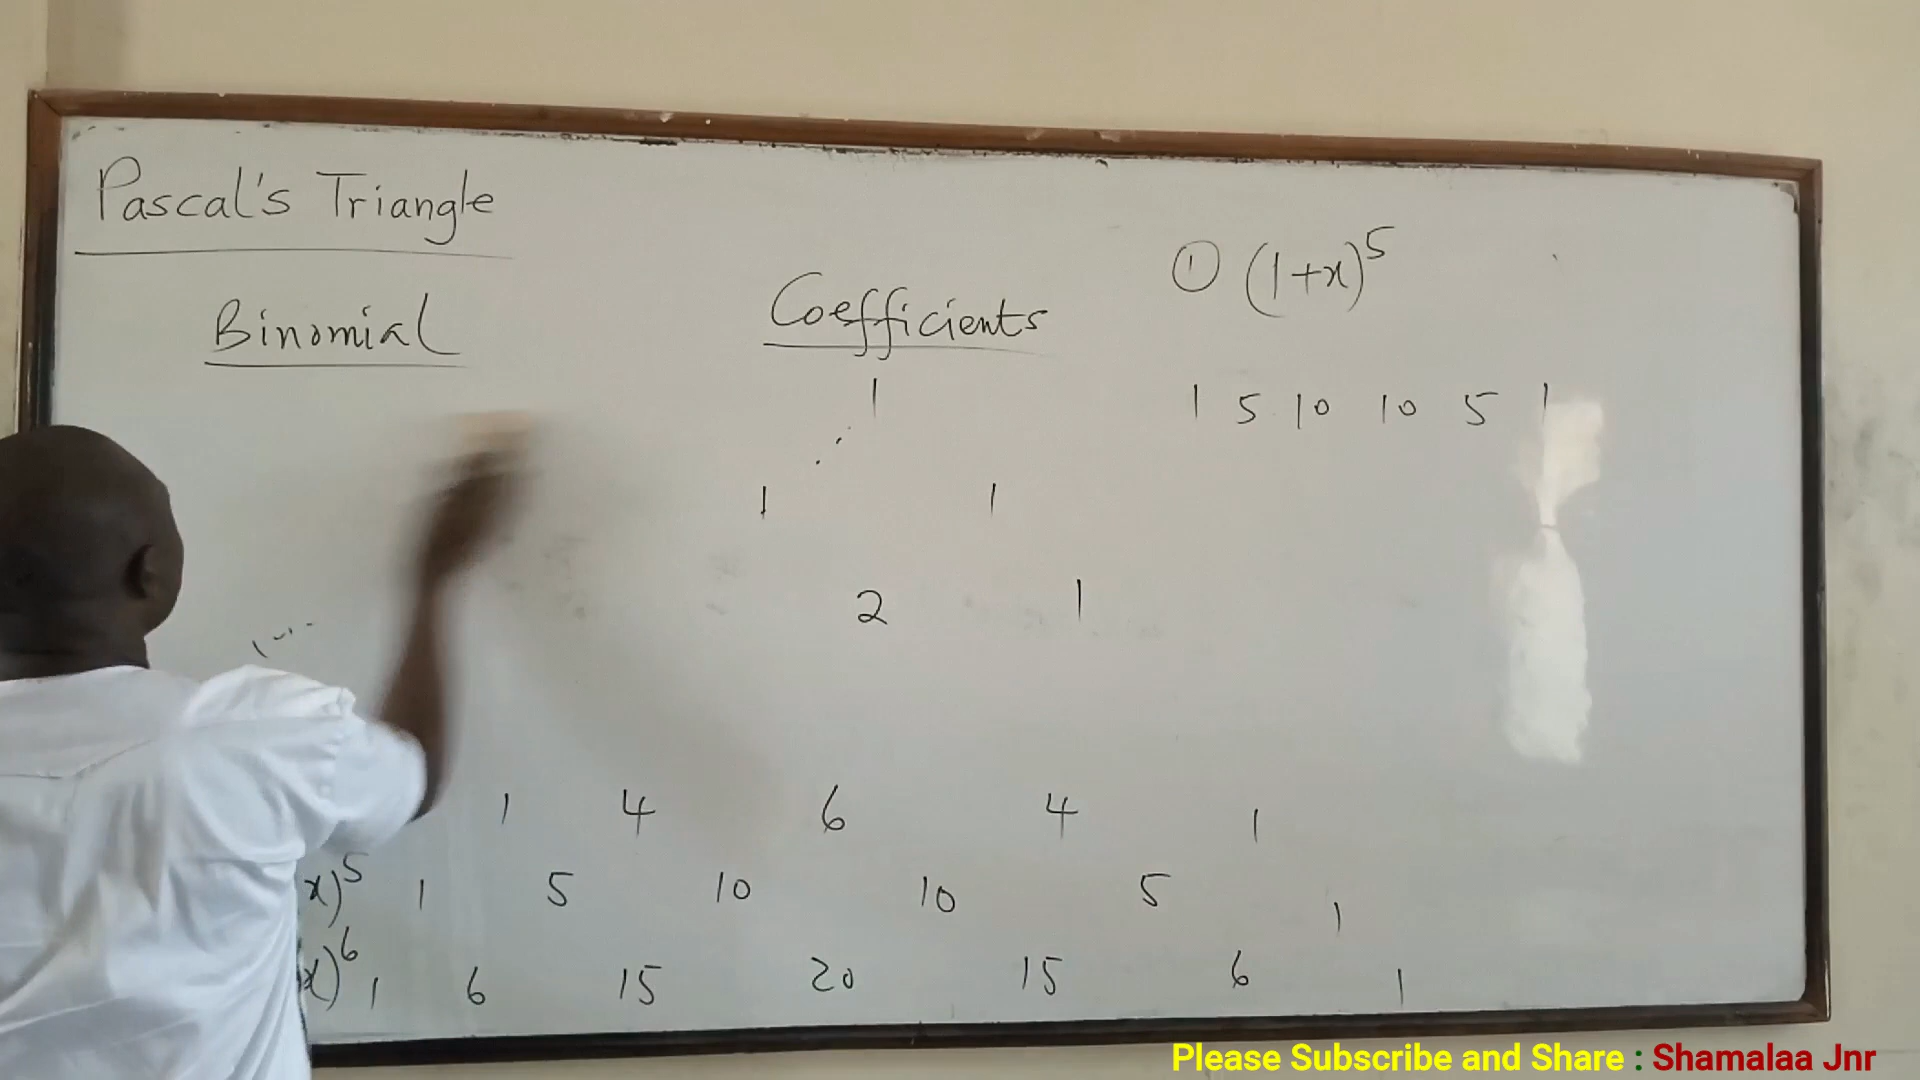 Pascal's Triangle
① (1+x)⁵
Binomial
Coefficients
1
1 5 10 10 5 1
1 1
2 1
1 4 6 4 1
x)⁵ 1 5 10 10 5 1
x)⁶ 1 6 15 20 15 6 1
Please Subscribe and Share : Shamalaa Jnr